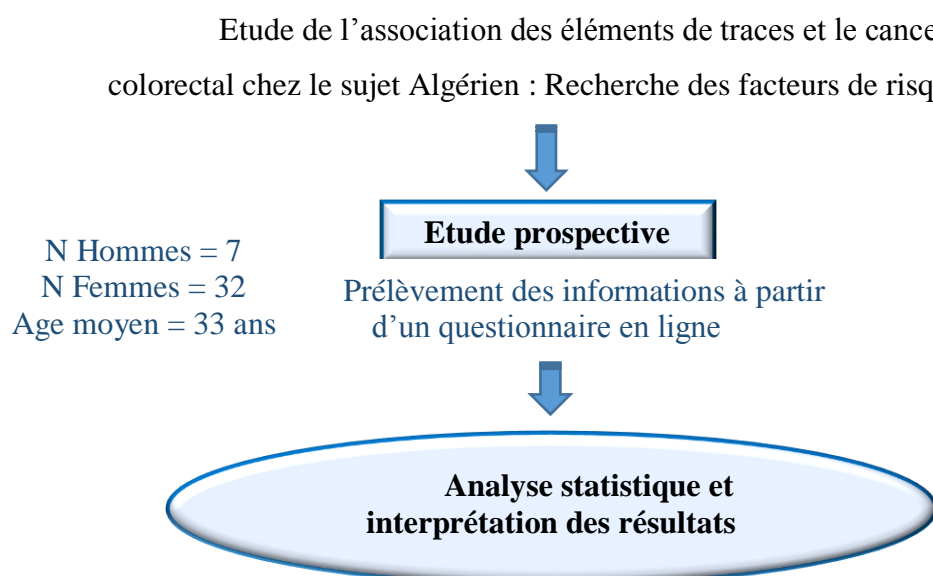 Etude de l’association des éléments de traces et le
colorectal chez le sujet Algérien : Recherche des facteurs de
Etude prospective
N Hommes = 7
N Femmes = 32
Age moyen = 33 ans
Prélèvement des informations à partir
d’un questionnaire en ligne
Analyse statistique et
interprétation des résultats